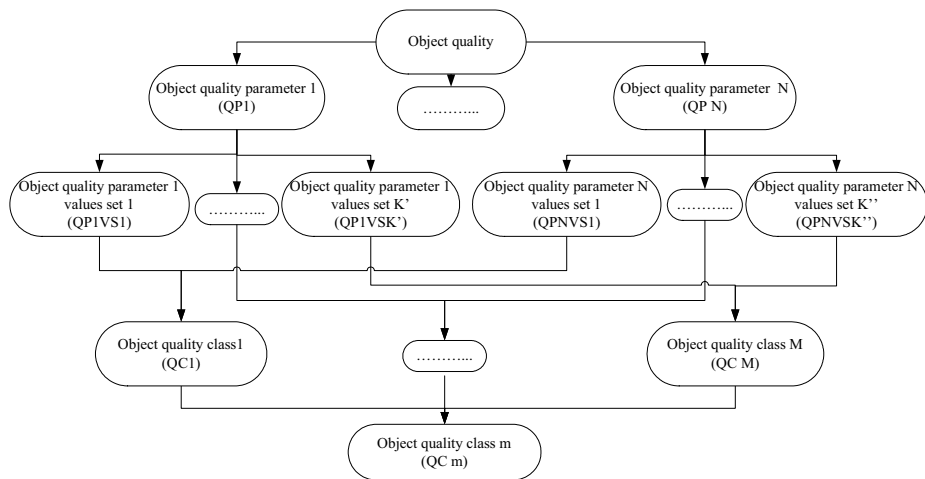 Object quality
Object quality parameter 1
(QP1)
………...
Object quality parameter N
(QP N)
Object quality parameter 1
values set 1
(QP1VS1)
………...
Object quality parameter 1
values set K’
(QP1VSK’)
Object quality parameter N
values set 1
(QPNVS1)
………...
Object quality parameter N
values set K’’
(QPNVSK’’)
Object quality class1
(QC1)
………...
Object quality class M
(QC M)
Object quality class m
(QC m)